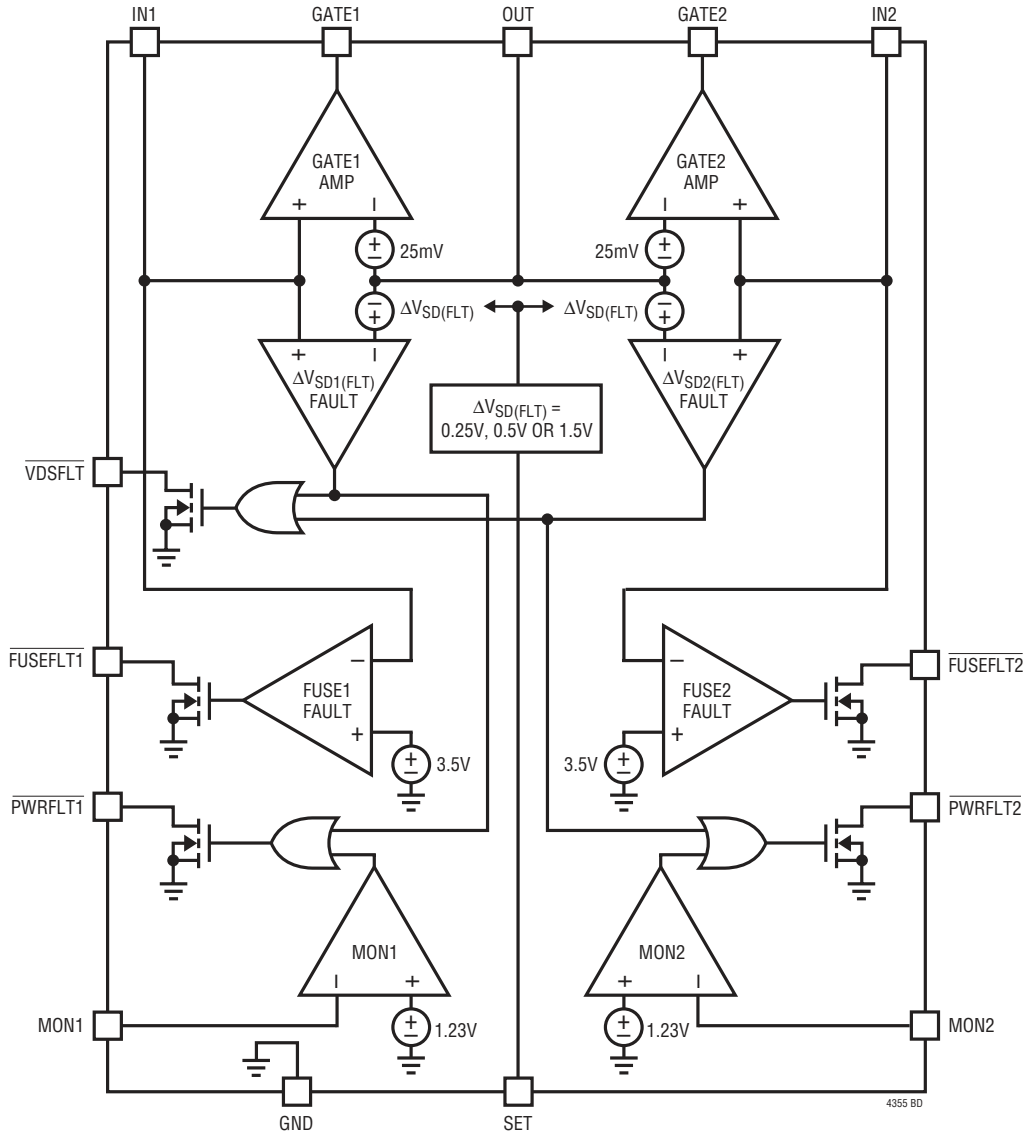 IN1
GATE1
OUT
GATE2
IN2
GATE1
AMP
GATE2
AMP
+
–
–
+
+
–
25mV
25mV
+
–
–
+
ΔVSD(FLT)
ΔVSD(FLT)
–
+
+
–
–
+
ΔVSD1(FLT)
FAULT
ΔVSD2(FLT)
FAULT
ΔVSD(FLT) =
0.25V, 0.5V OR 1.5V
VDSFLT
FUSEFLT1
–
–
FUSEFLT2
FUSE1
FAULT
FUSE2
FAULT
+
+
+
–
3.5V
3.5V
+
–
PWRFLT1
PWRFLT2
MON1
MON2
–
+
+
–
MON1
+
–
1.23V
+
–
1.23V
MON2
GND
SET
4355 BD